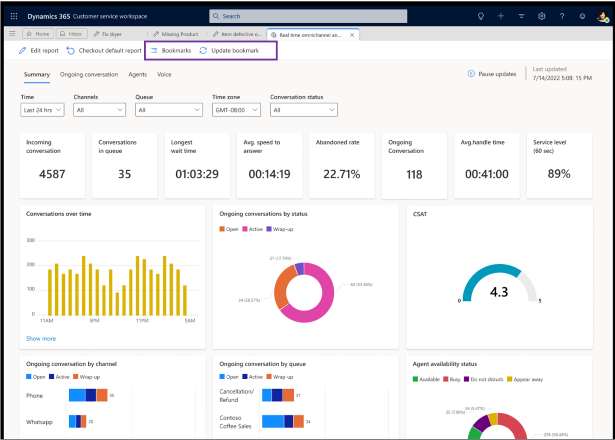 Dynamics 365 Customer service workspace
Search
Home
Inbox
Fix dryer
Missing Product
Item defective o...
Real time omnichannel an...
Edit report
Checkout default report
Bookmarks
Update bookmark
Summary
Ongoing conversation
Agents
Voice
Pause updates
Last updated
7/14/2022 5:08: 15 PM
Time
Channels
Queue
Time zone
Conversation status
Last 24 hrs
All
All
GMT-08:00
All
Incoming conversation
4587
Conversations in queue
35
Longest wait time
01:03:29
Avg. speed to answer
00:14:19
Abandoned rate
22.71%
Ongoing Conversation
118
Avg.handle time
00:41:00
Service level (60 sec)
89%
Conversations over time
300
200
100
0
11AM
5PM
11PM
5AM
Show more
Ongoing conversations by status
Open
Active
Wrap-up
CSAT
4.3
0
5
Ongoing conversation by channel
Open
Active
Wrap-up
Phone
Whatsapp
Ongoing conversation by queue
Open
Active
Wrap-up
Cancellation/
Refund
27
Contoso
Coffee Sales
34
Agent availability status
Available
Busy
Do not disturb
Appear away